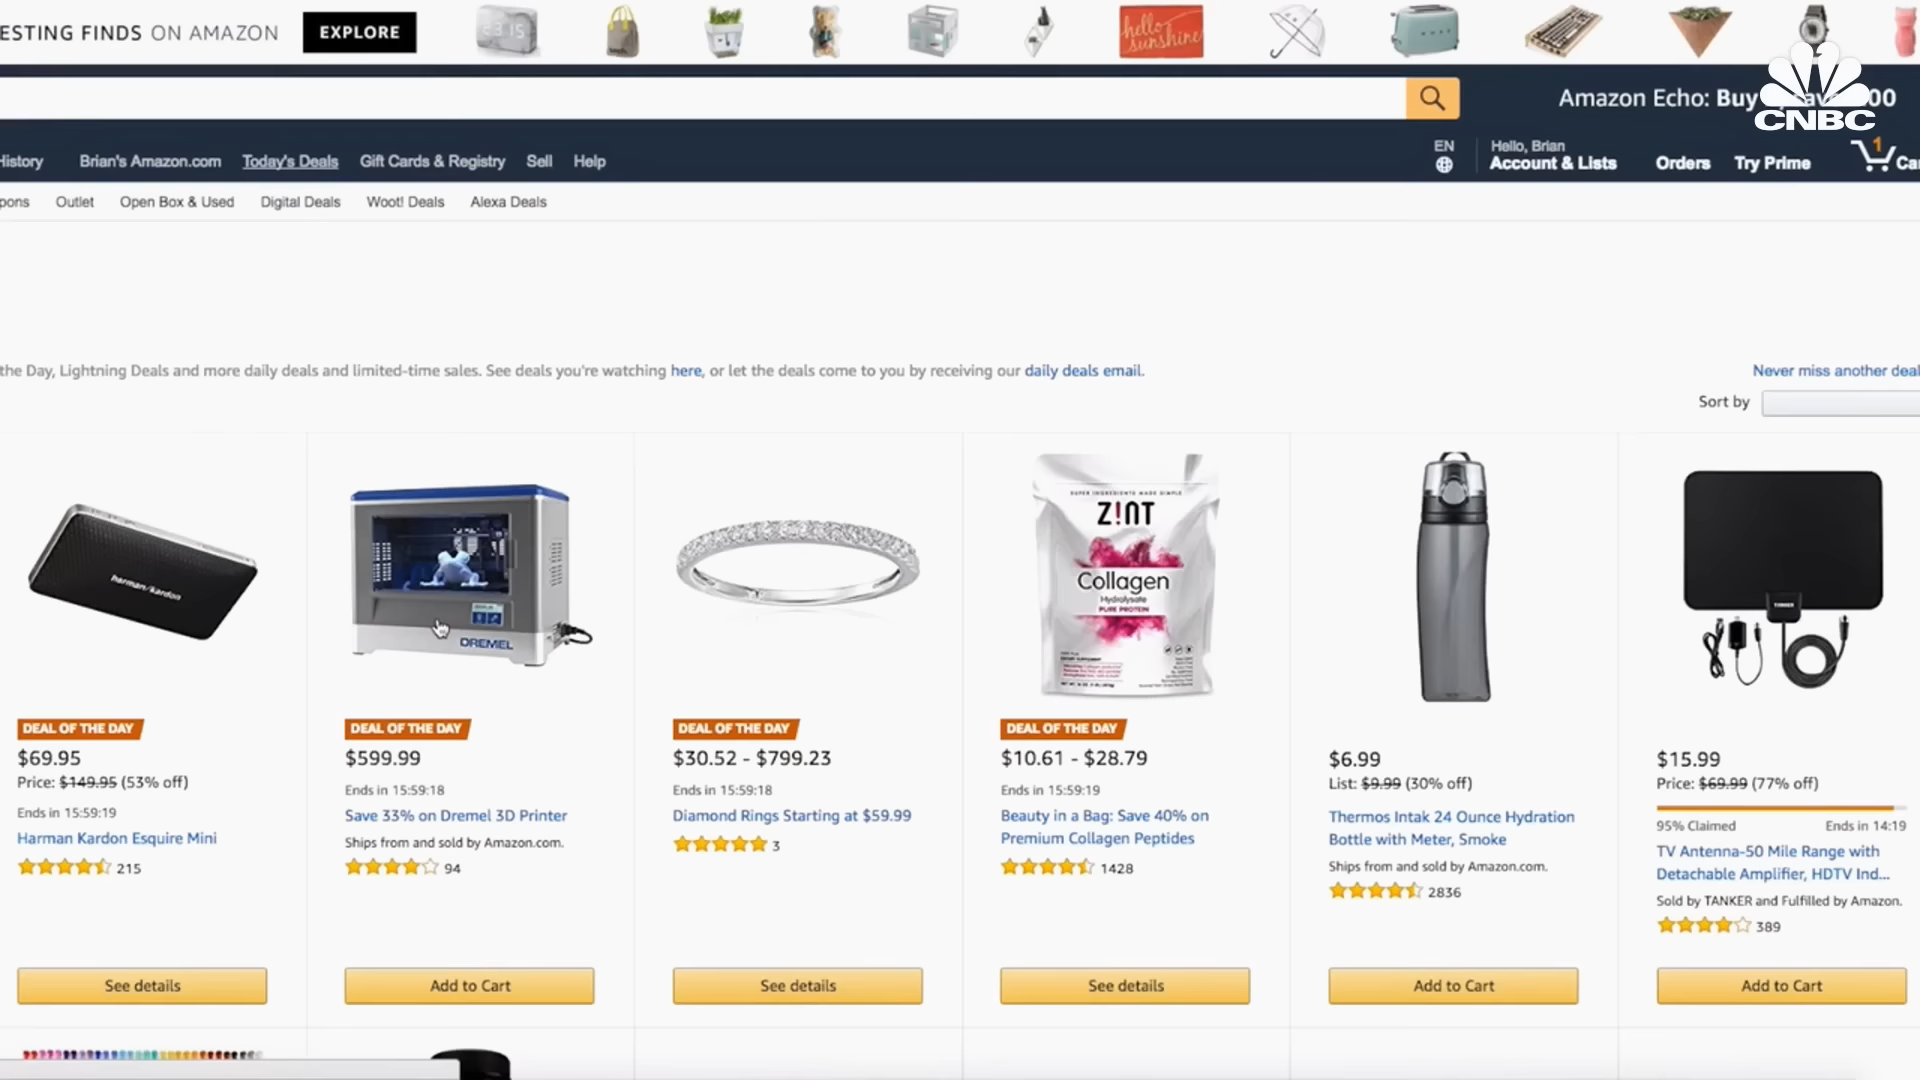 ESTING FINDS ON AMAZON
EXPLORE
hello
sunshine
Amazon Echo: Buy
00
CNBC
History
Brian's Amazon.com
Today's Deals
Gift Cards & Registry
Sell
Help
EN
Hello, Brian
Account & Lists
Orders
Try Prime
1
Car
pons
Outlet
Open Box & Used
Digital Deals
Woot! Deals
Alexa Deals
the Day, Lightning Deals and more daily deals and limited-time sales. See deals you're watching here, or let the deals come to you by receiving our daily deals email.
Never miss another deal
Sort by
harman/kardon
DEAL OF THE DAY
$69.95
Price: $149.95 (53% off)
Ends in 15:59:19
Harman Kardon Esquire Mini
215
See details
DREMEL
DEAL OF THE DAY
$599.99
Ends in 15:59:18
Save 33% on Dremel 3D Printer
Ships from and sold by Amazon.com.
94
Add to Cart
DEAL OF THE DAY
$30.52 - $799.23
Ends in 15:59:18
Diamond Rings Starting at $59.99
3
See details
SUPER INGREDIENTS MADE SIMPLE
Z!NT
Collagen
Hydrolysate
PURE PROTEIN
DEAL OF THE DAY
$10.61 - $28.79
Ends in 15:59:19
Beauty in a Bag: Save 40% on
Premium Collagen Peptides
1428
See details
$6.99
List: $9.99 (30% off)
Thermos Intak 24 Ounce Hydration
Bottle with Meter, Smoke
Ships from and sold by Amazon.com.
2836
Add to Cart
TANKER
$15.99
Price: $69.99 (77% off)
95% Claimed
Ends in 14:19
TV Antenna-50 Mile Range with
Detachable Amplifier, HDTV Ind...
Sold by TANKER and Fulfilled by Amazon.
389
Add to Cart